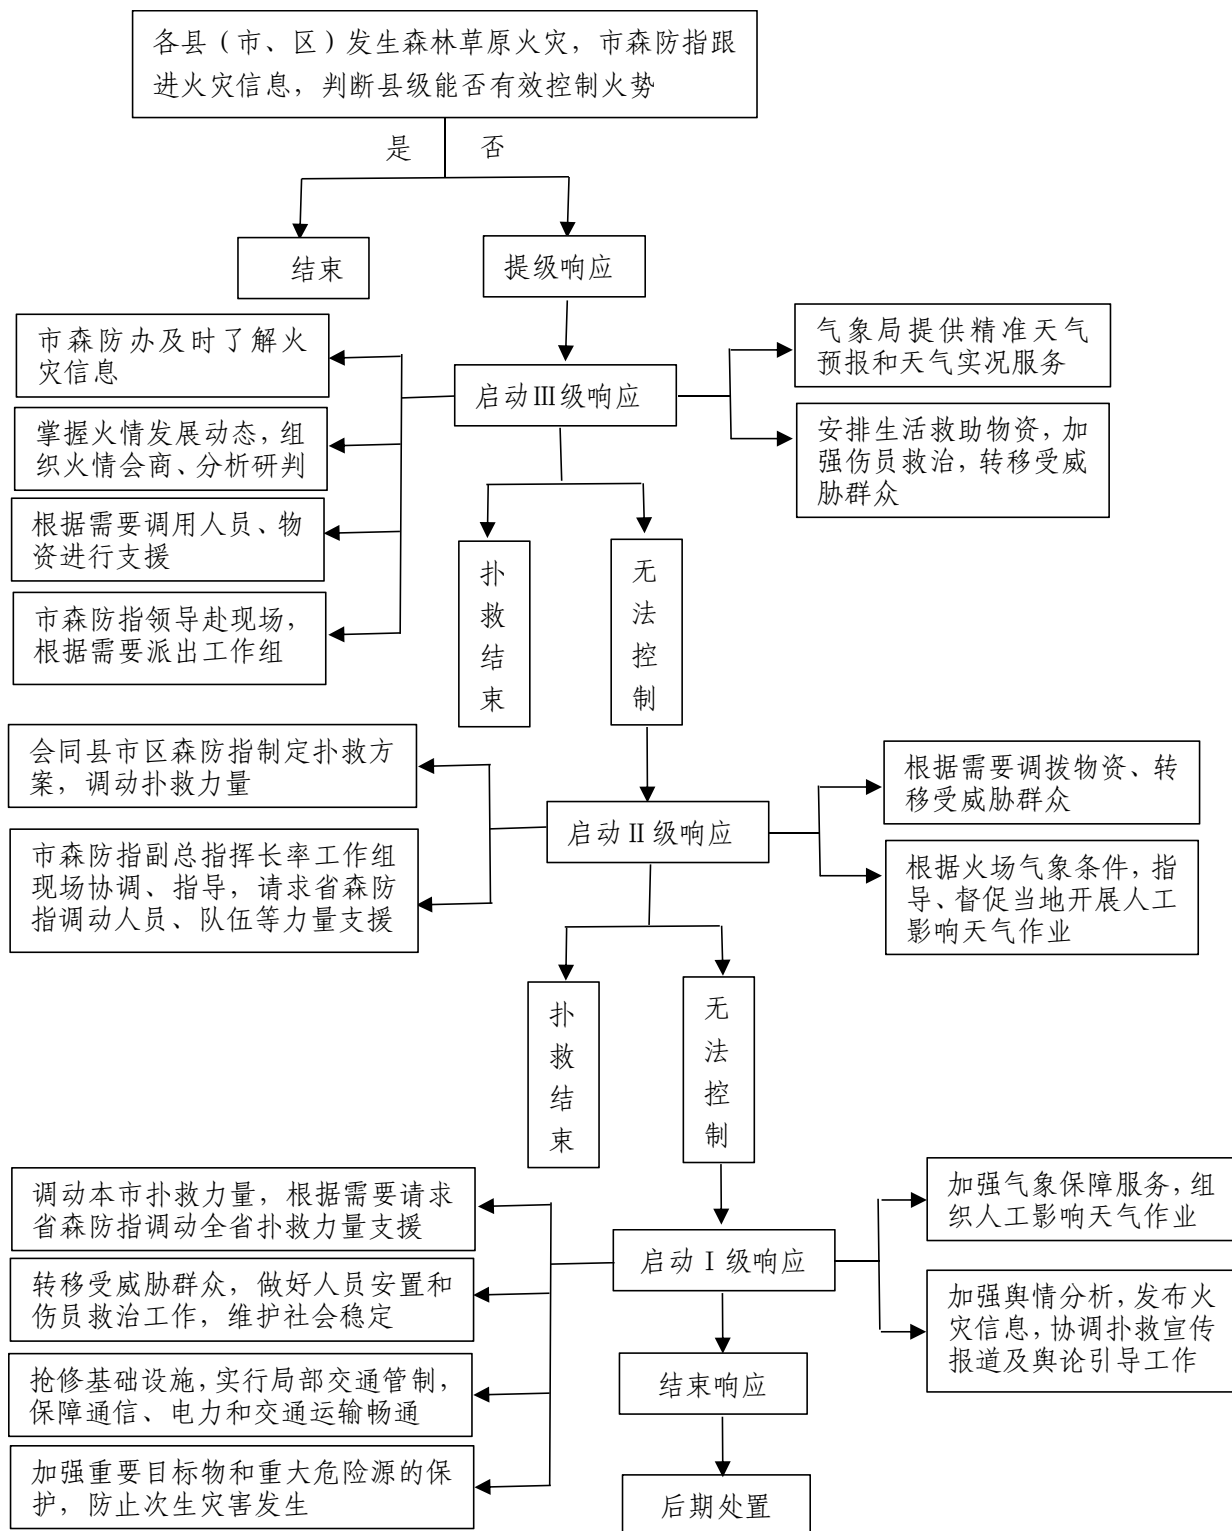 各县（市、区）发生森林草原火灾，市森防指跟
进火灾信息，判断县级能否有效控制火势
是
否
结束
提级响应
市森防办及时了解火
灾信息
气象局提供精准天气
预报和天气实况服务
启动Ⅲ级响应
掌握火情发展动态，组
织火情会商、分析研判
安排生活救助物资，加
强伤员救治，转移受威
胁群众
根据需要调用人员、物
资进行支援
市森防指领导赴现场，
根据需要派出工作组
扑
救
结
束
无
法
控
制
会同县市区森防指制定扑救方
案，调动扑救力量
根据需要调拨物资、转
移受威胁群众
启动Ⅱ级响应
市森防指副总指挥长率工作组
现场协调、指导，请求省森防
指调动人员、队伍等力量支援
根据火场气象条件，指
导、督促当地开展人工
影响天气作业
扑
救
结
束
无
法
控
制
调动本市扑救力量，根据需要请求
省森防指调动全省扑救力量支援
加强气象保障服务，组
织人工影响天气作业
启动Ⅰ级响应
转移受威胁群众，做好人员安置和
伤员救治工作，维护社会稳定
加强舆情分析，发布火
灾信息，协调扑救宣传
报道及舆论引导工作
抢修基础设施，实行局部交通管制，
保障通信、电力和交通运输畅通
结束响应
加强重要目标物和重大危险源的保
护，防止次生灾害发生
后期处置